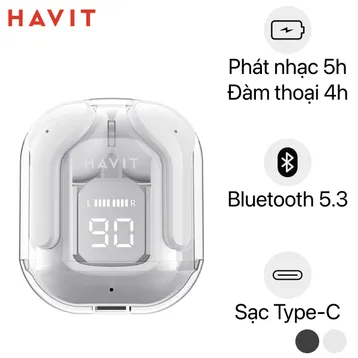 HAVIT
Phát nhạc 5h
Đàm thoại 4h
HAVIT
L R
90
Bluetooth 5.3
Sạc Type-C